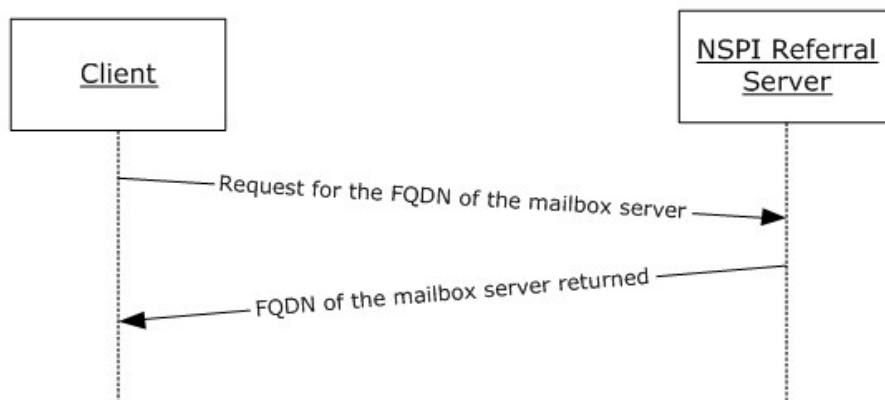 Client
NSPI Referral
Server
Request for the FQDN of the mailbox server
FQDN of the mailbox server returned